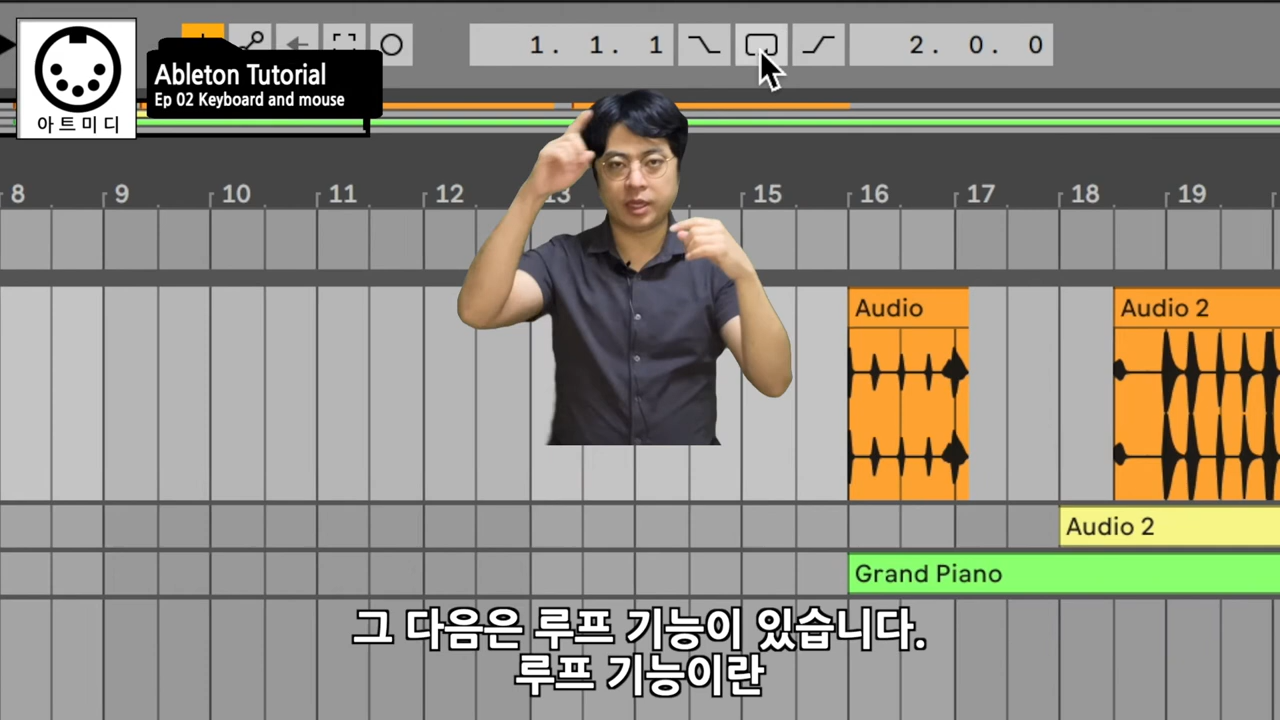 1. 1. 1
2. 0. 0
Ableton Tutorial
Ep 02 Keyboard and mouse
아트미디
8 9 10 11 12 13 15 16 17 18 19
Audio
Audio 2
Audio 2
Grand Piano
그 다음은 루프 기능이 있습니다.
루프 기능이란